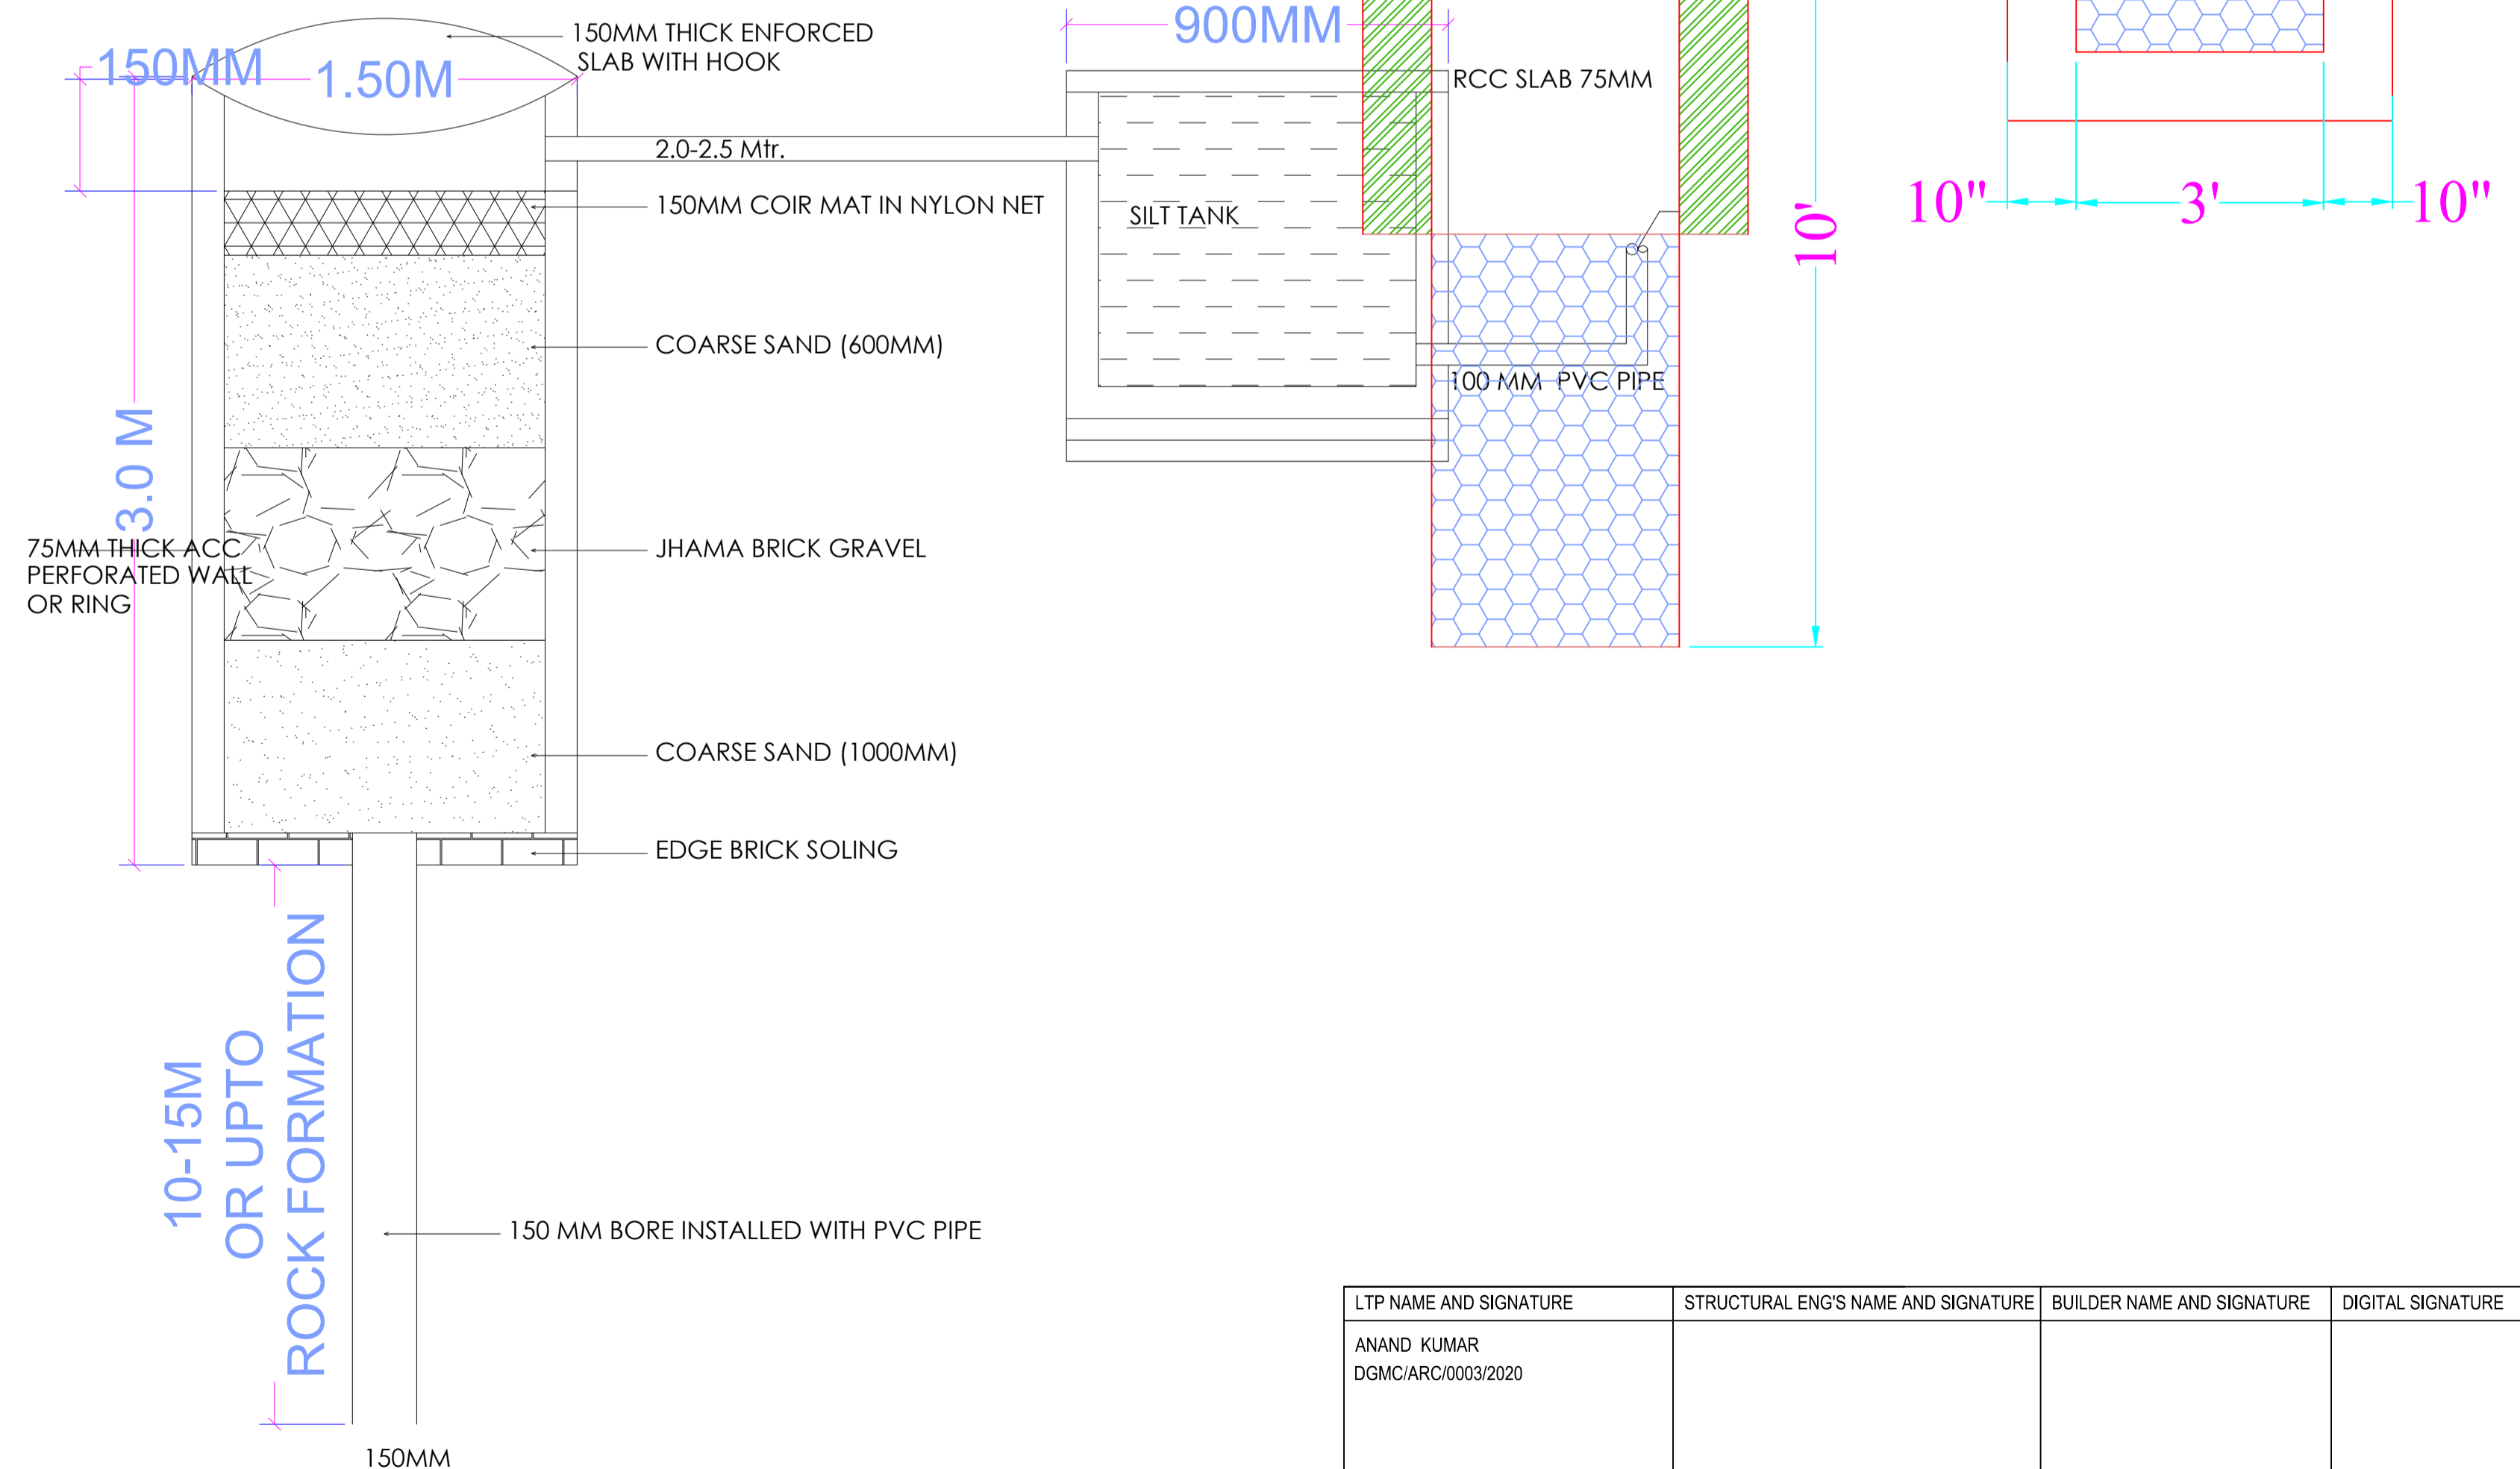 150MM THICK ENFORCED
SLAB WITH HOOK
150MM
1.50M
900MM
RCC SLAB 75MM
2.0-2.5 Mtr.
150MM COIR MAT IN NYLON NET
SILT TANK
10'
10"
3'
10"
COARSE SAND (600MM)
100 MM PVC PIPE
3.0 M
75MM THICK ACC
PERFORATED WALL
OR RING
JHAMA BRICK GRAVEL
COARSE SAND (1000MM)
EDGE BRICK SOLING
10-15M
OR UPTO
ROCK FORMATION
150 MM BORE INSTALLED WITH PVC PIPE
150MM
LTP NAME AND SIGNATURE
STRUCTURAL ENG'S NAME AND SIGNATURE
BUILDER NAME AND SIGNATURE
DIGITAL SIGNATURE
ANAND KUMAR
DGMC/ARC/0003/2020